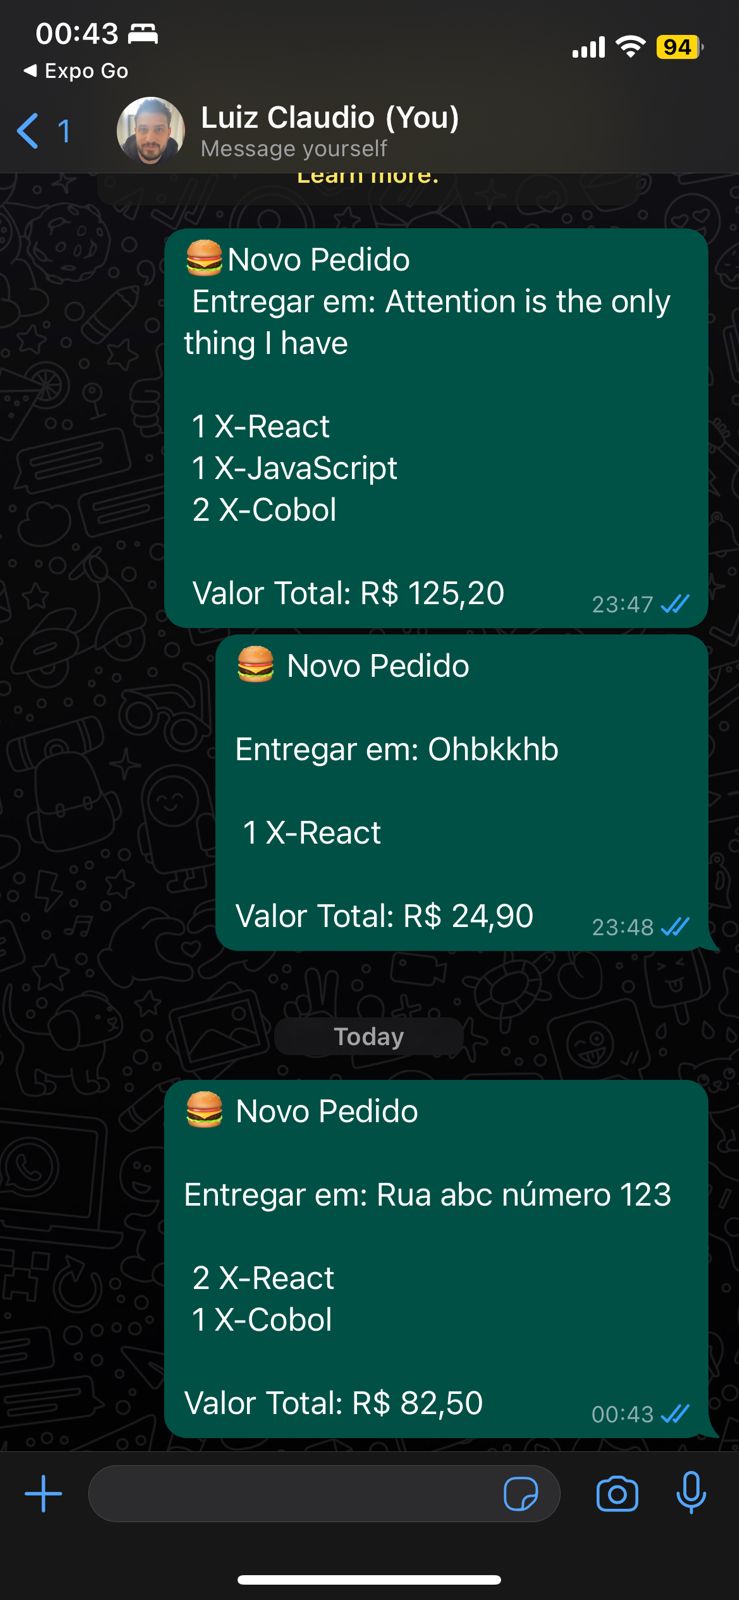 00:43
94
Expo Go
1
Luiz Claudio (You)
Message yourself
Learn more.
🍔Novo Pedido
Entregar em: Attention is the only
thing I have
1 X-React
1 X-JavaScript
2 X-Cobol
Valor Total: R$ 125,20
23:47
🍔 Novo Pedido
Entregar em: Ohbkkhb
1 X-React
Valor Total: R$ 24,90
23:48
Today
🍔 Novo Pedido
Entregar em: Rua abc número 123
2 X-React
1 X-Cobol
Valor Total: R$ 82,50
00:43